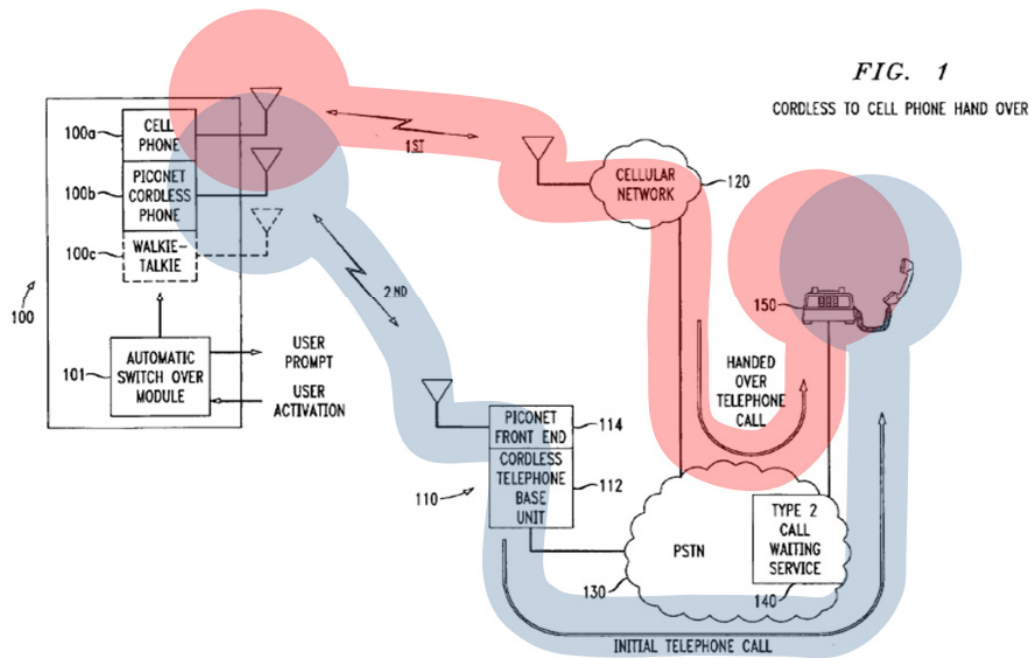 FIG. 1
CORDLESS TO CELL PHONE HAND OVER
100a
CELL
PHONE
100b
PICONET
CORDLESS
PHONE
100c
WALKIE-
TALKIE
100
101
AUTOMATIC
SWITCH OVER
MODULE
USER
PROMPT
USER
ACTIVATION
1ST
2ND
CELLULAR
NETWORK
120
150
HANDED
OVER
TELEPHONE
CALL
PICONET
FRONT END
114
CORDLESS
TELEPHONE
BASE
UNIT
112
110
PSTN
130
TYPE 2
CALL
WAITING
SERVICE
140
INITIAL TELEPHONE CALL